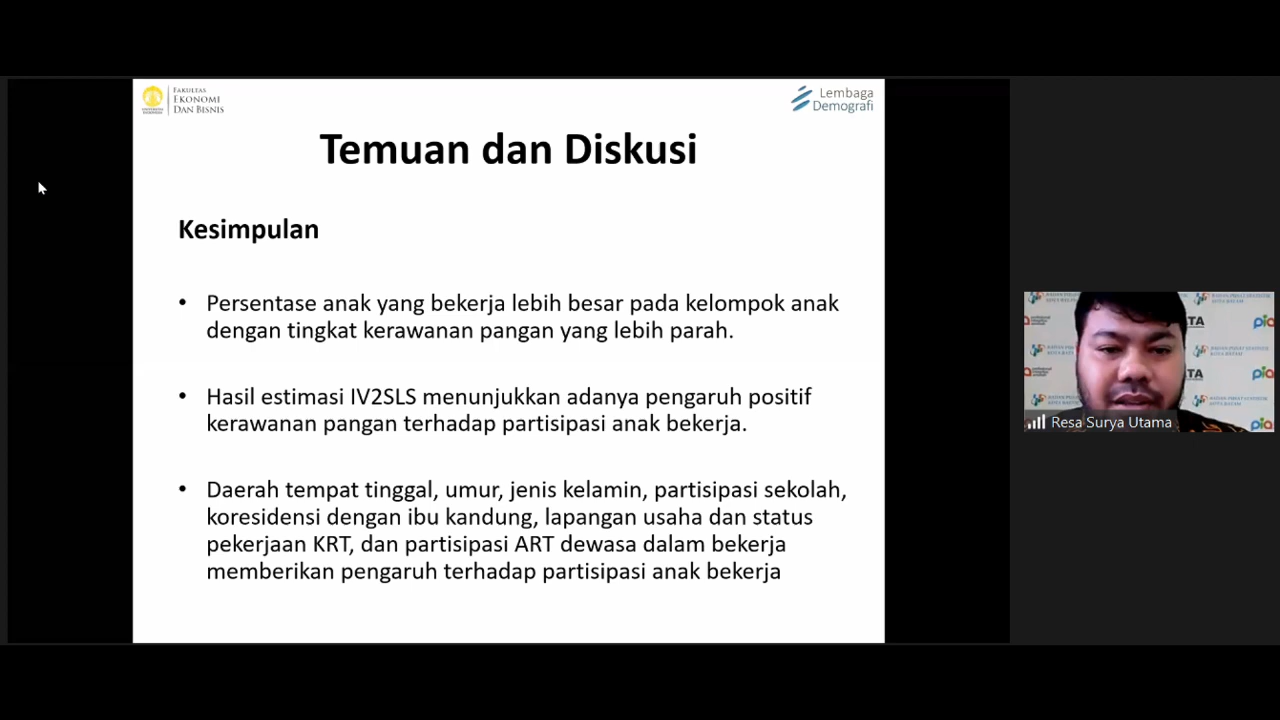 FAKULTAS
EKONOMI
DAN BISNIS
Lembaga
Demografi
Temuan dan Diskusi
Kesimpulan
• Persentase anak yang bekerja lebih besar pada kelompok anak
dengan tingkat kerawanan pangan yang lebih parah.
• Hasil estimasi IV2SLS menunjukkan adanya pengaruh positif
kerawanan pangan terhadap partisipasi anak bekerja.
• Daerah tempat tinggal, umur, jenis kelamin, partisipasi sekolah,
koresidensi dengan ibu kandung, lapangan usaha dan status
pekerjaan KRT, dan partisipasi ART dewasa dalam bekerja
memberikan pengaruh terhadap partisipasi anak bekerja
Resa Surya Utama